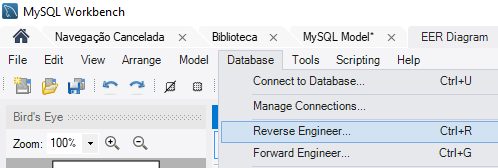 MySQL Workbench
Navegação Cancelada Biblioteca MySQL Model* EER Diagram
File Edit View Arrange Model Database Tools Scripting Help
Connect to Database... Ctrl+U
Manage Connections...
Bird's Eye
Reverse Engineer... Ctrl+R
Zoom: 100%
Forward Engineer... Ctrl+G